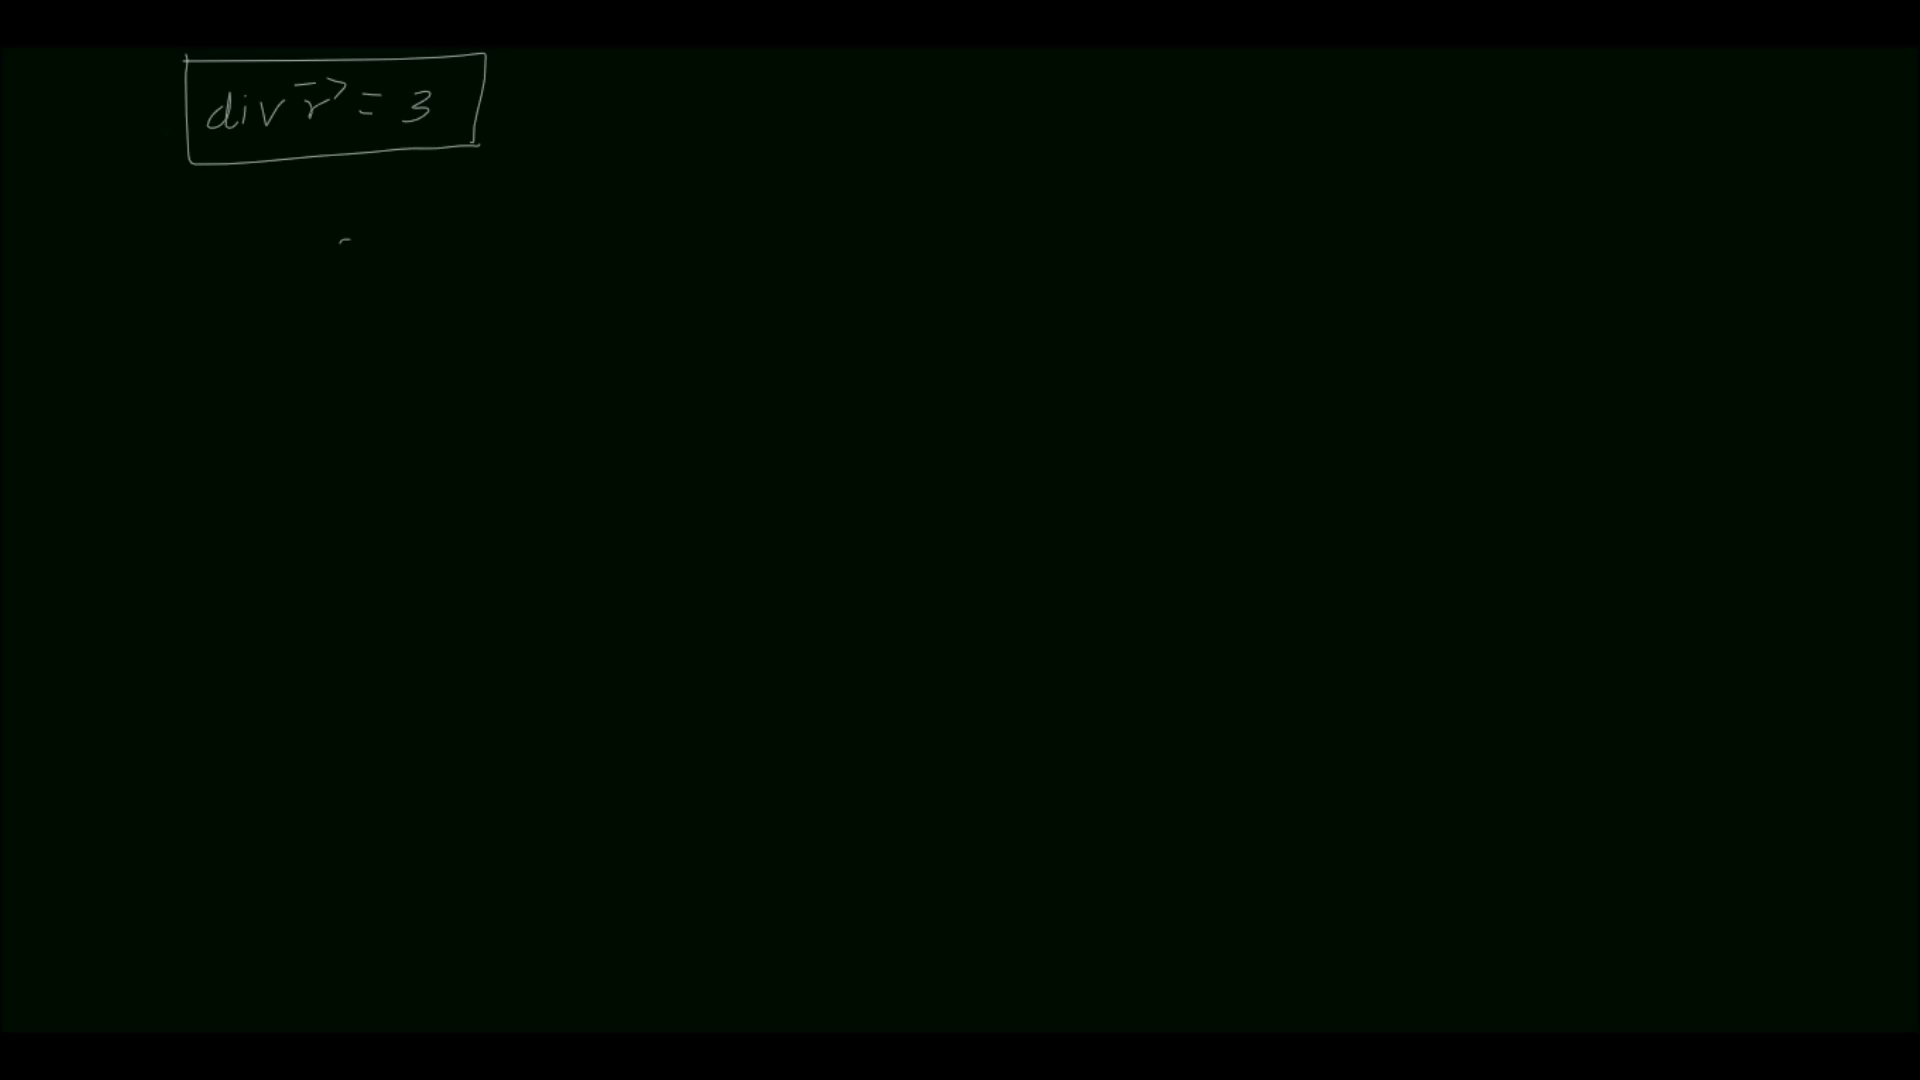 div r⃗ = 3